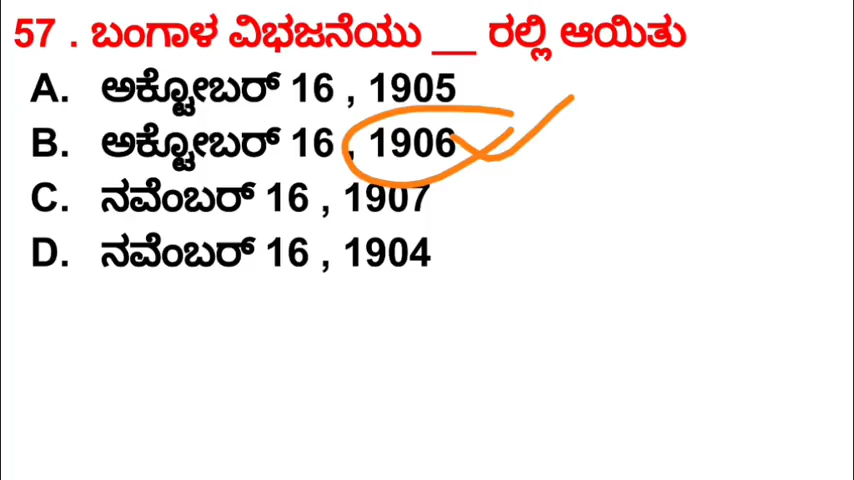 57 . ಬಂಗಾಳ ವಿಭಜನೆಯು __ ರಲ್ಲಿ ಆಯಿತು
A. ಅಕ್ಟೋಬರ್ 16 , 1905
B. ಅಕ್ಟೋಬರ್ 16 , 1906
C. ನವೆಂಬರ್ 16 , 1907
D. ನವೆಂಬರ್ 16 , 1904